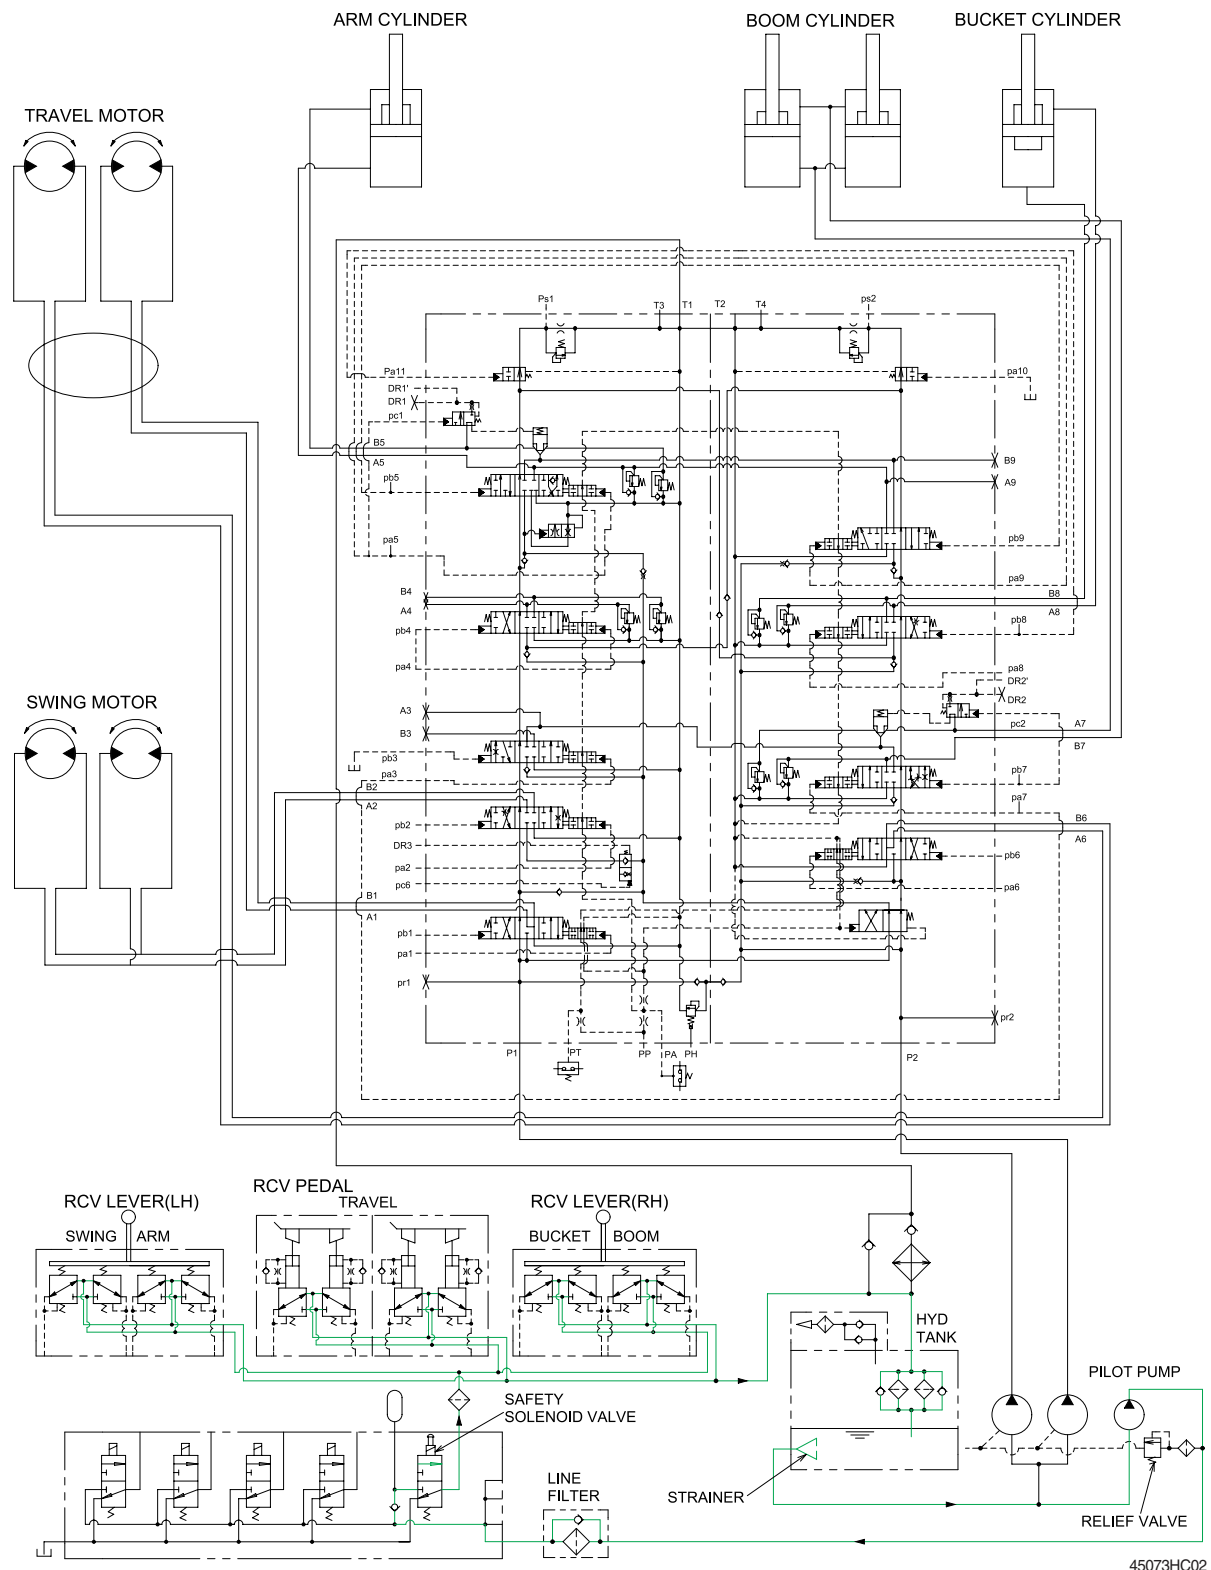 ARM CYLINDER
BOOM CYLINDER
BUCKET CYLINDER
TRAVEL MOTOR
Ps1
T3
T1
T2
T4
ps2
Pa11
pa10
DR1'
DR1
pc1
B5
A5
B9
A9
pb5
pb9
pa5
pa9
B4
A4
B8
A8
pb4
pb8
pa4
pa8
DR2'
DR2
SWING MOTOR
A3
B3
pc2
A7
B7
pb3
pa3
pb7
B2
A2
pa7
pb2
B6
A6
DR3
pb6
pa2
pc6
pa6
B1
A1
pb1
pa1
pr1
pr2
P1
PT
PP
PA
PH
P2
RCV LEVER(LH)
SWING
ARM
RCV PEDAL
TRAVEL
RCV LEVER(RH)
BUCKET
BOOM
HYD
TANK
PILOT PUMP
SAFETY
SOLENOID VALVE
LINE
FILTER
STRAINER
RELIEF VALVE
45073HC02